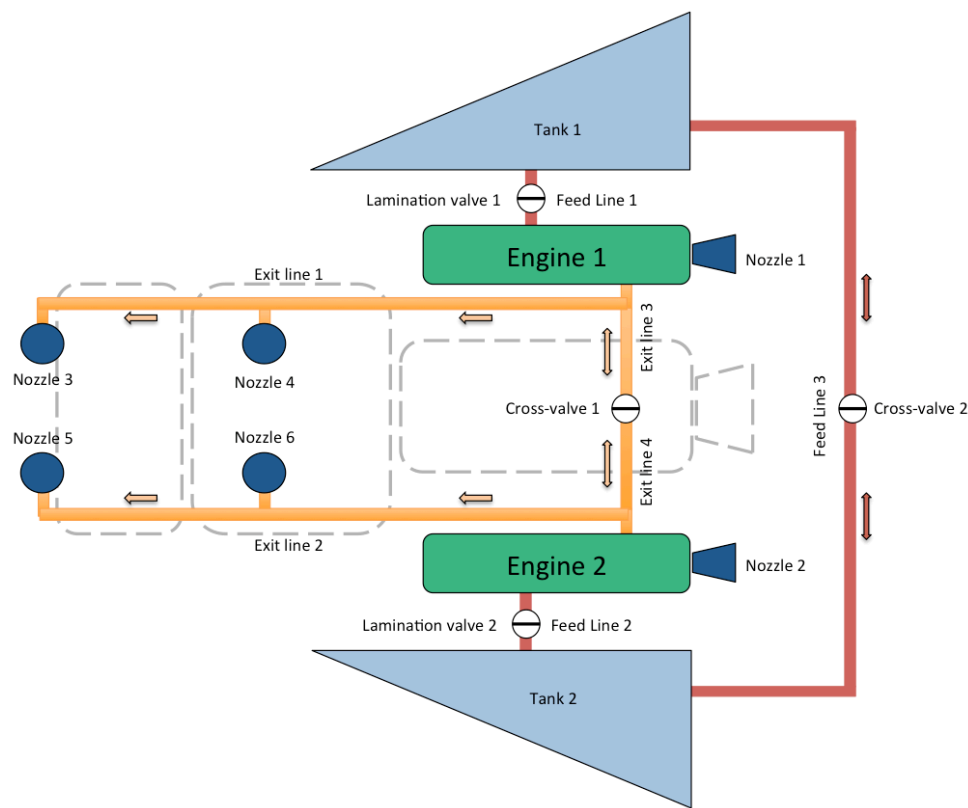 Tank 1
Lamination valve 1
Feed Line 1
Engine 1
Nozzle 1
Exit line 1
Exit line 3
Nozzle 3
Nozzle 4
Cross-valve 1
Feed Line 3
Cross-valve 2
Nozzle 5
Nozzle 6
Exit line 4
Exit line 2
Engine 2
Nozzle 2
Lamination valve 2
Feed Line 2
Tank 2